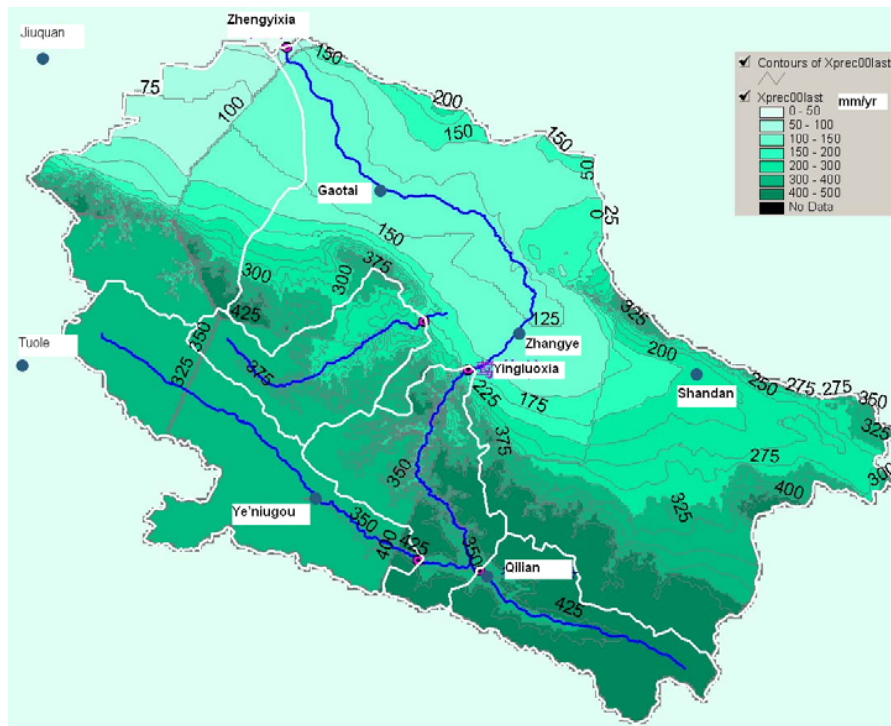 Zhengyixia
Jiuquan
150
Contours of Xprec00last
75
200
Xprec00last
mm/yr
100
0 - 50
50 - 100
150
150
100 - 150
150 - 200
50
200 - 300
Gaotai
300 - 400
0
25
400 - 500
No Data
150
375
300
300
325
425
125
350
Tuole
Zhangye
200
325
375
Yingluoxia
250
275
275
350
225
Shandan
325
175
375
275
300
350
400
325
Ye'niugou
350
400
425
350
Qilian
425